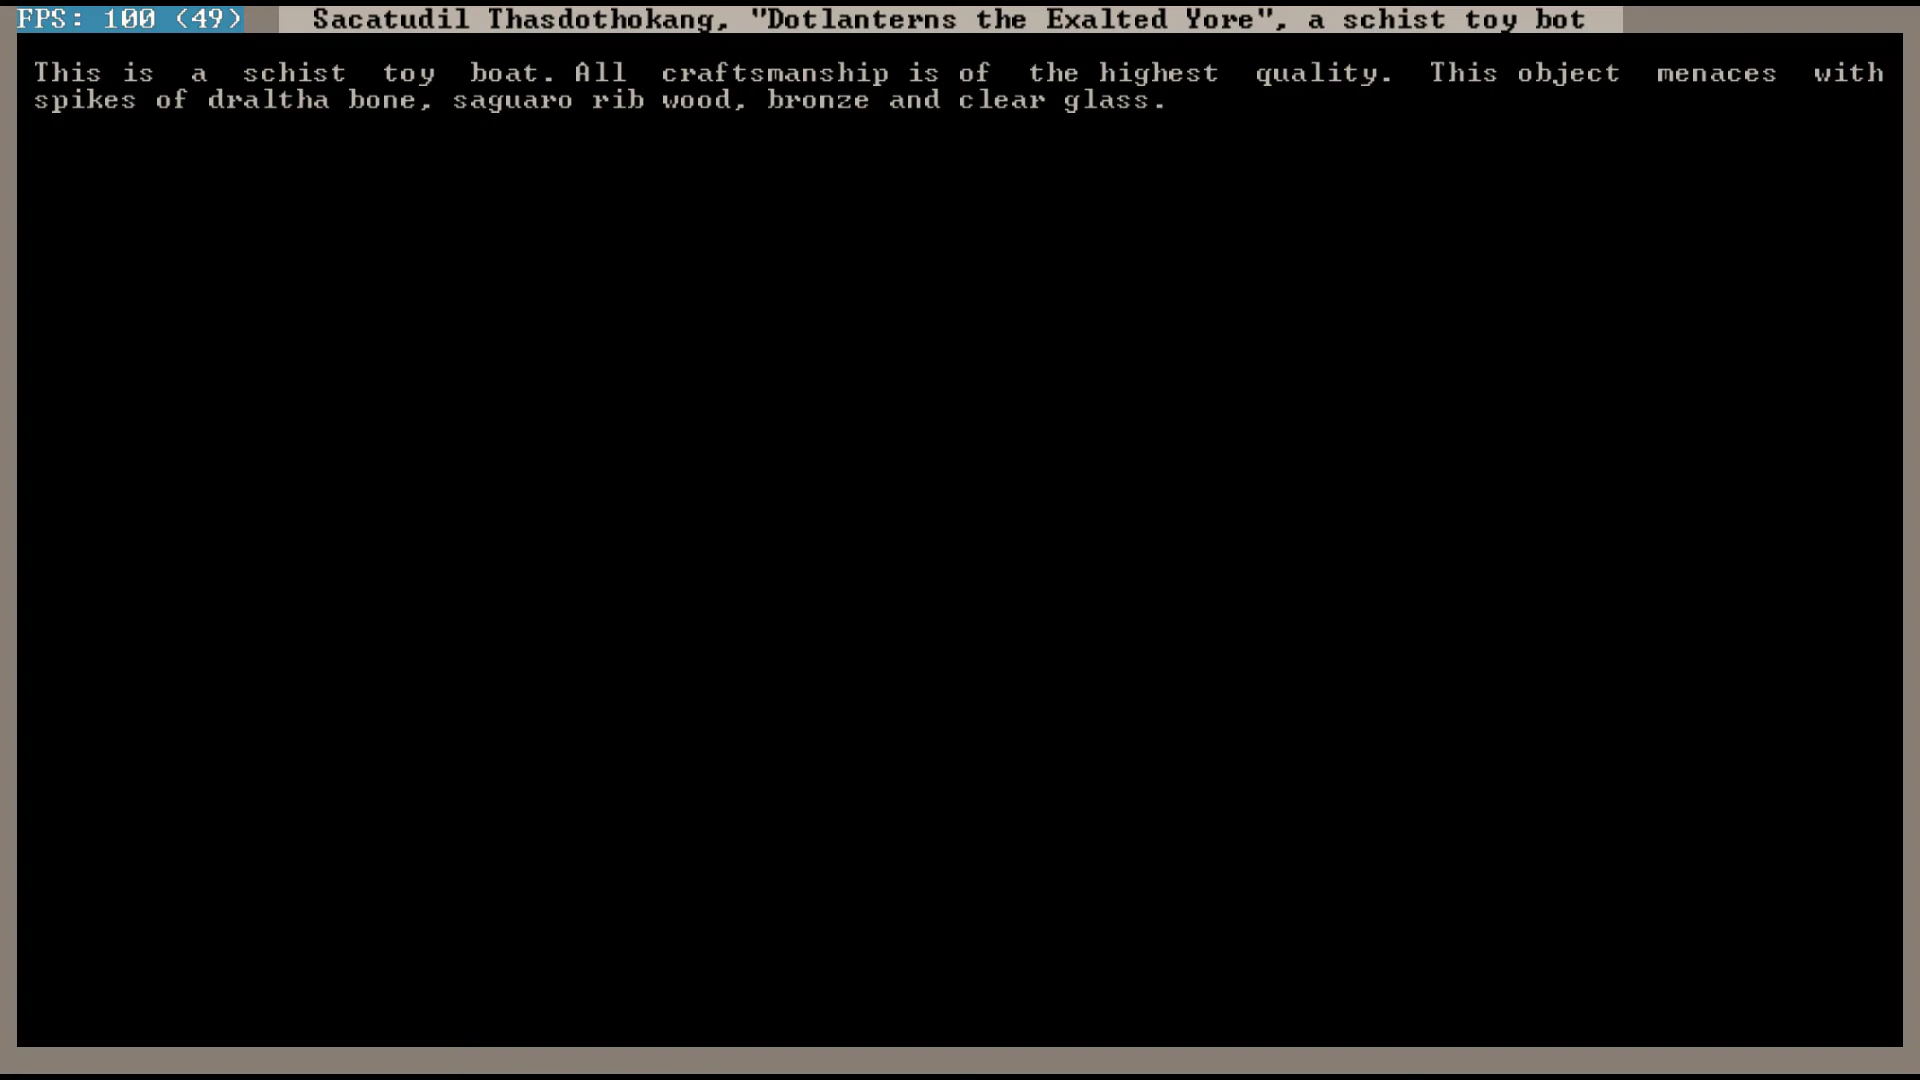 FPS: 100 (49) Sacatudil Thasdothokang, "Dotlanterns the Exalted Yore", a schist toy bot
This is a schist toy boat. All craftsmanship is of the highest quality. This object menaces with
spikes of draltha bone, saguaro rib wood, bronze and clear glass.